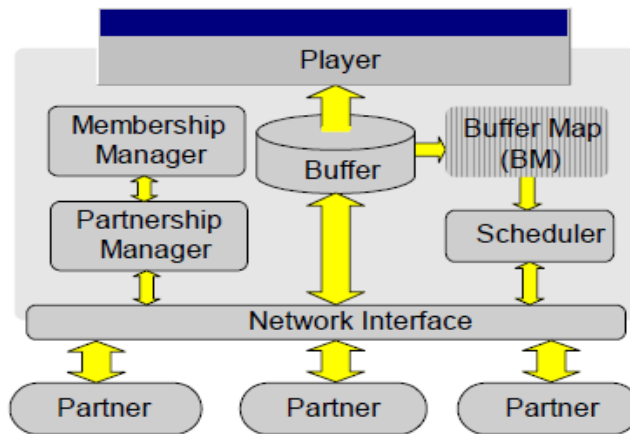 Player
Membership
Manager
Buffer
Buffer Map
(BM)
Partnership
Manager
Scheduler
Network Interface
Partner
Partner
Partner